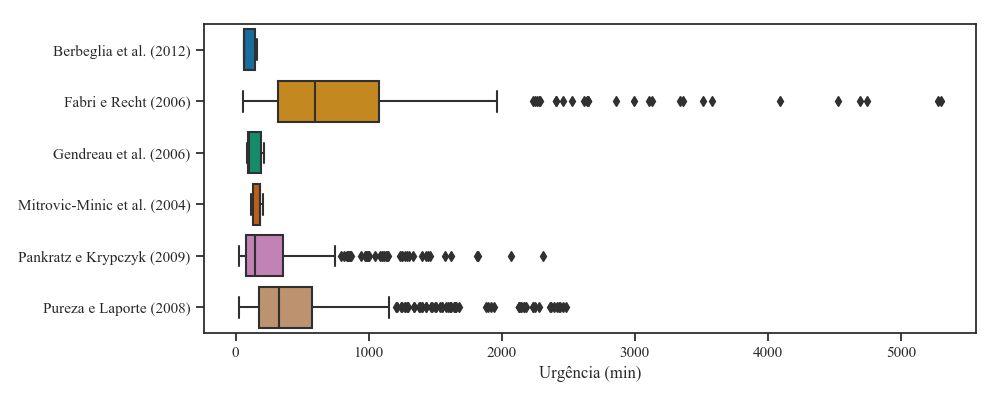 Berbeglia et al. (2012)
Fabri e Recht (2006)
Gendreau et al. (2006)
Mitrovic-Minic et al. (2004)
Pankratz e Krypczyk (2009)
Pureza e Laporte (2008)
0 1000 2000 3000 4000 5000
Urgência (min)